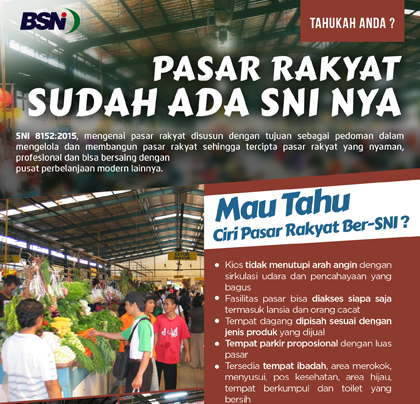 BSN
TAHUKAH ANDA ?
PASAR RAKYAT
SUDAH ADA SNI NYA
SNI 8152:2015, mengenai pasar rakyat disusun dengan tujuan sebagai pedoman dalam
mengelola dan membangun pasar rakyat sehingga tercipta pasar rakyat yang nyaman,
profesional dan bisa bersaing dengan
pusat perbelanjaan modern lainnya.
Mau Tahu
Ciri Pasar Rakyat Ber-SNI ?
• Kios tidak menutupi arah angin dengan
sirkulasi udara dan pencahayaan yang
bagus
• Fasilitas pasar bisa diakses siapa saja
termasuk lansia dan orang cacat
• Tempat dagang dipisah sesuai dengan
jenis produk yang dijual
• Tempat parkir proposional dengan luas
pasar
• Tersedia tempat ibadah, area merokok,
menyusui, pos kesehatan, area hijau,
tempat berkumpul dan toilet yang
bersih